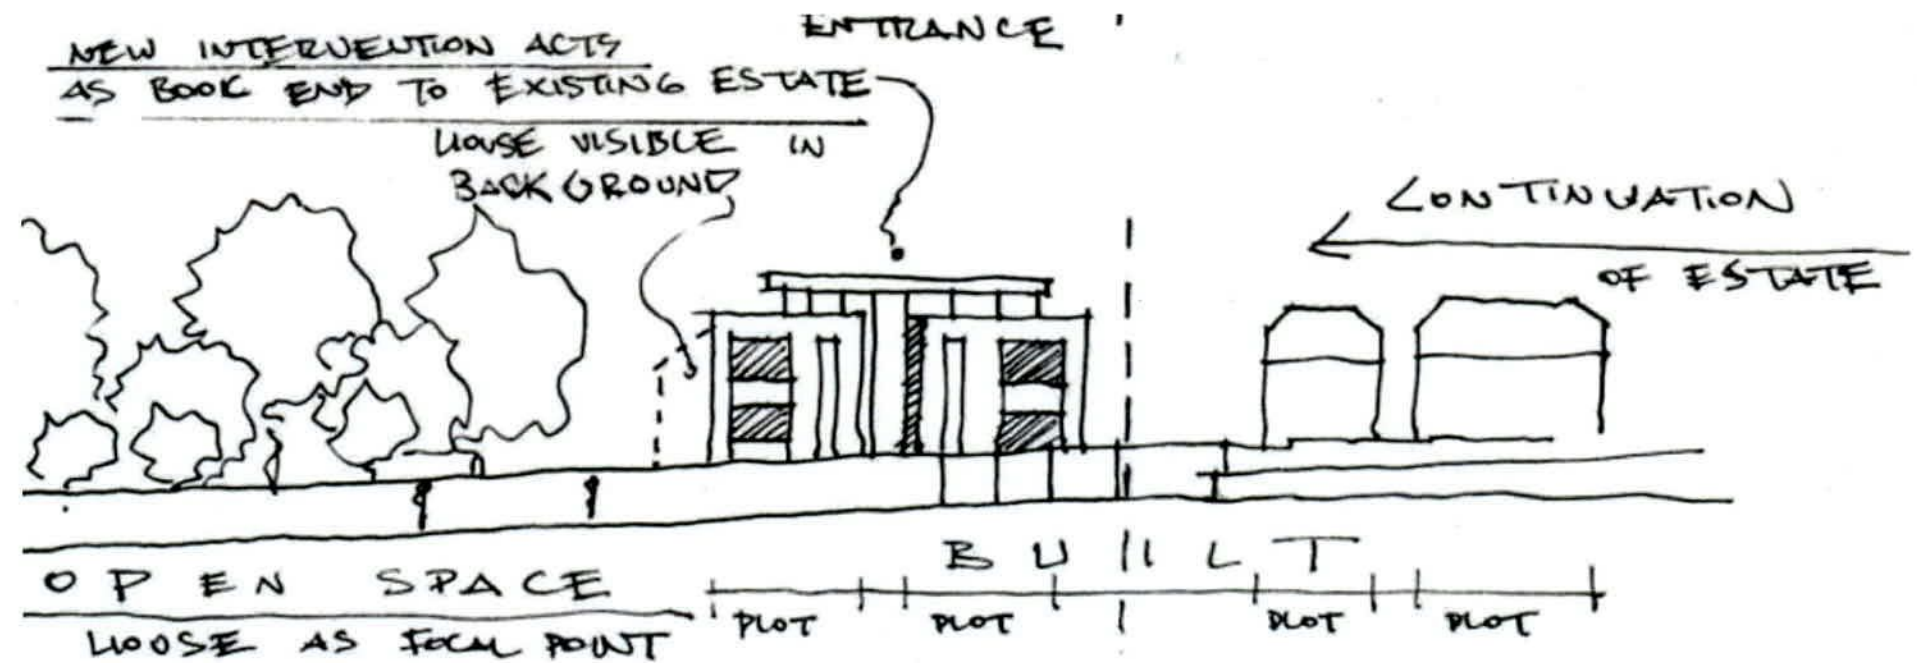 ENTRANCE
NEW INTERVENTION ACTS
AS BOOK END TO EXISTING ESTATE
HOUSE VISIBLE IN
BACKGROUND
CONTINUATION
OF ESTATE
BUILT
OPEN SPACE
PLOT PLOT PLOT PLOT
HOUSE AS FOCAL POINT